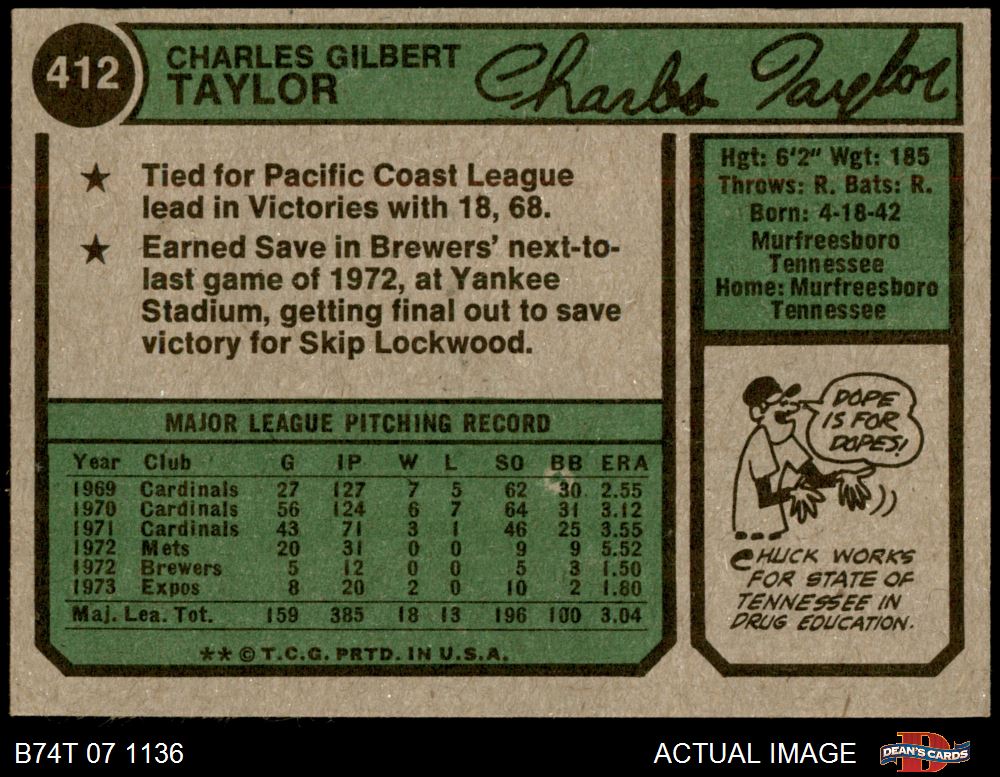 412
CHARLES GILBERT
TAYLOR
Charles Taylor
★ Tied for Pacific Coast League
lead in Victories with 18, 68.
★ Earned Save in Brewers' next-to-
last game of 1972, at Yankee
Stadium, getting final out to save
victory for Skip Lockwood.
Hgt: 6'2" Wgt: 185
Throws: R. Bats: R.
Born: 4-18-42
Murfreesboro
Tennessee
Home: Murfreesboro
Tennessee
MAJOR LEAGUE PITCHING RECORD
Year Club G IP W L SO BB ERA
1969 Cardinals 27 127 7 5 62 30 2.55
1970 Cardinals 56 124 6 7 64 31 3.12
1971 Cardinals 43 71 3 1 46 25 3.55
1972 Mets 20 31 0 0 9 9 5.52
1972 Brewers 5 12 0 0 5 3 1.50
1973 Expos 8 20 2 0 10 2 1.80
Maj. Lea. Tot. 159 385 18 13 196 100 3.04
** © T.C.G. PRTD. IN U.S.A.
DOPE
IS FOR
DOPES!
CHUCK WORKS
FOR STATE OF
TENNESSEE IN
DRUG EDUCATION.
B74T 07 1136
ACTUAL IMAGE
DEAN'S CARDS